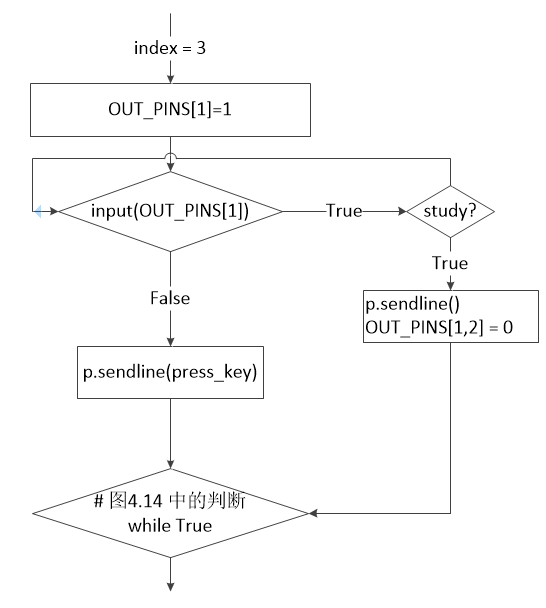 index = 3
OUT_PINS[1]=1
input(OUT_PINS[1])
True
study?
True
False
p.sendline()
OUT_PINS[1,2] = 0
p.sendline(press_key)
# 图4.14 中的判断
while True